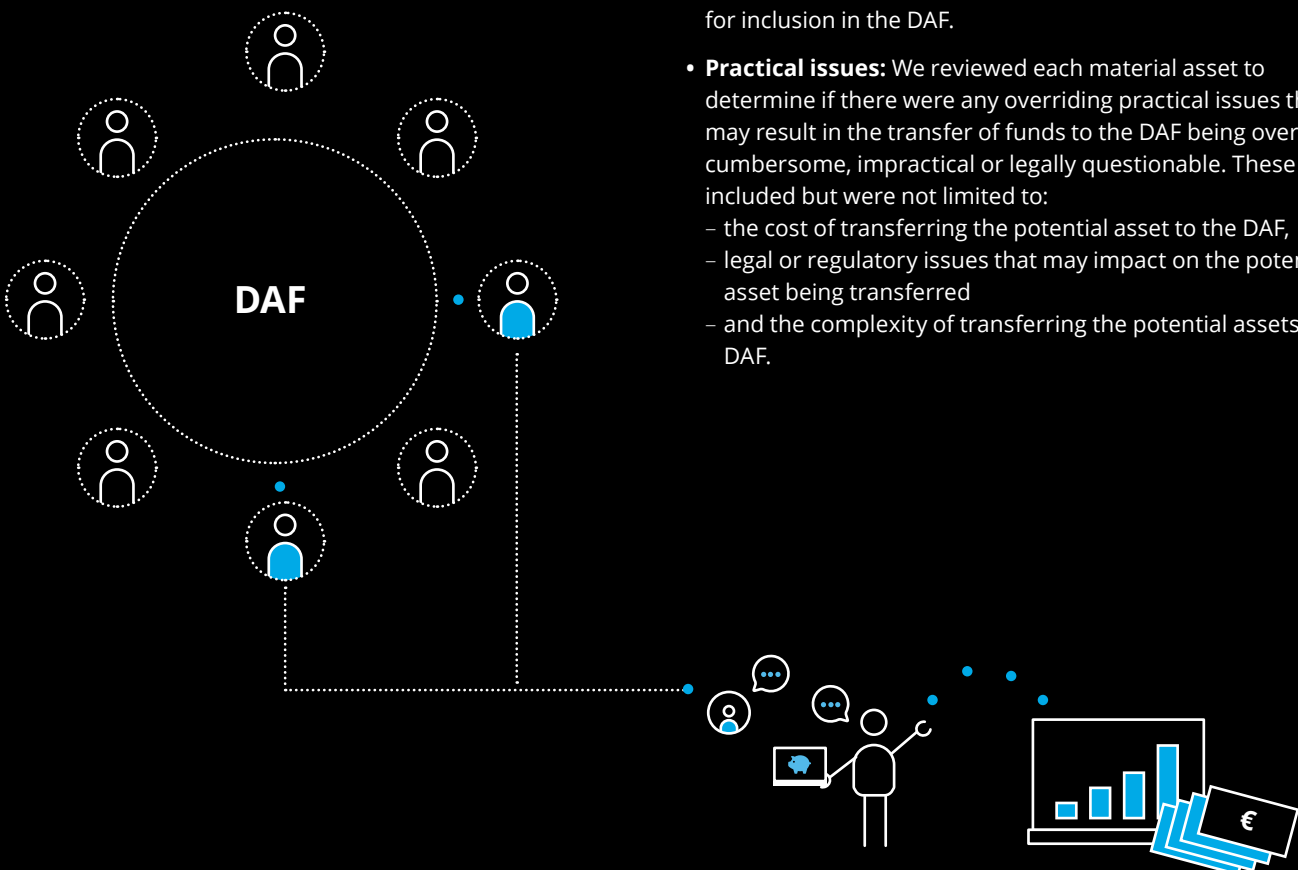 for inclusion in the DAF.
• Practical issues: We reviewed each material asset to
determine if there were any overriding practical issues
may result in the transfer of funds to the DAF being
cumbersome, impractical or legally questionable. These
included but were not limited to:
– the cost of transferring the potential asset to the DAF,
– legal or regulatory issues that may impact on the
asset being transferred
– and the complexity of transferring the potential assets
DAF.
DAF
€